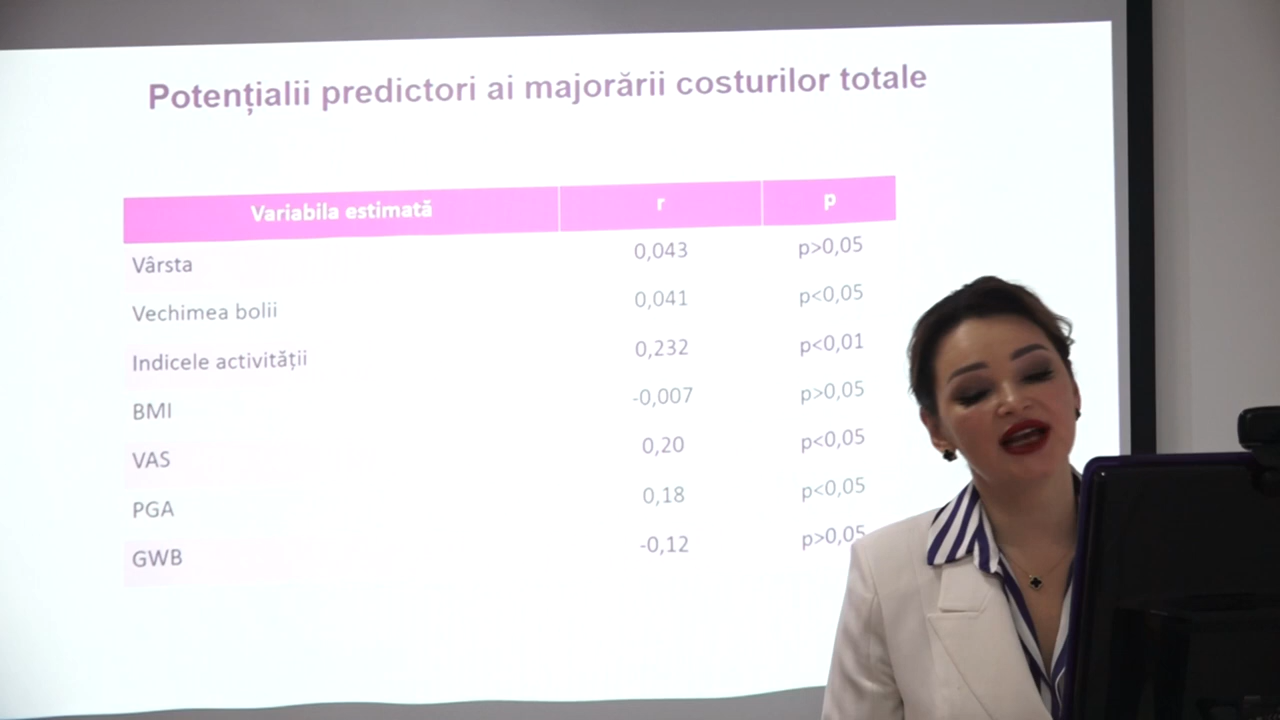 Potențialii predictori ai majorării costurilor totale
Variabila estimată r p
Vârsta 0,043 p>0,05
Vechimea bolii 0,041 p<0,05
Indicele activității 0,232 p<0,01
BMI -0,007 p>0,05
VAS 0,20 p<0,05
PGA 0,18 p<0,05
GWB -0,12 p>0,05